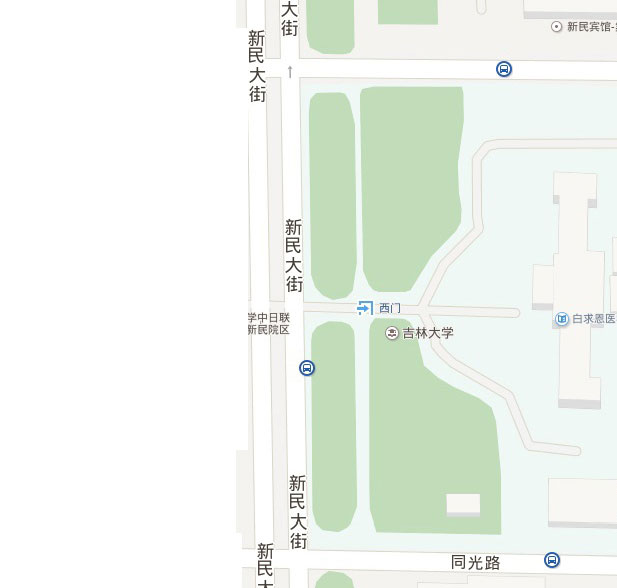 大街
新民宾馆-
新民大街
新民大街
学中日联
新民院区
西门
吉林大学
白求恩医
新民大街
新民大
同光路